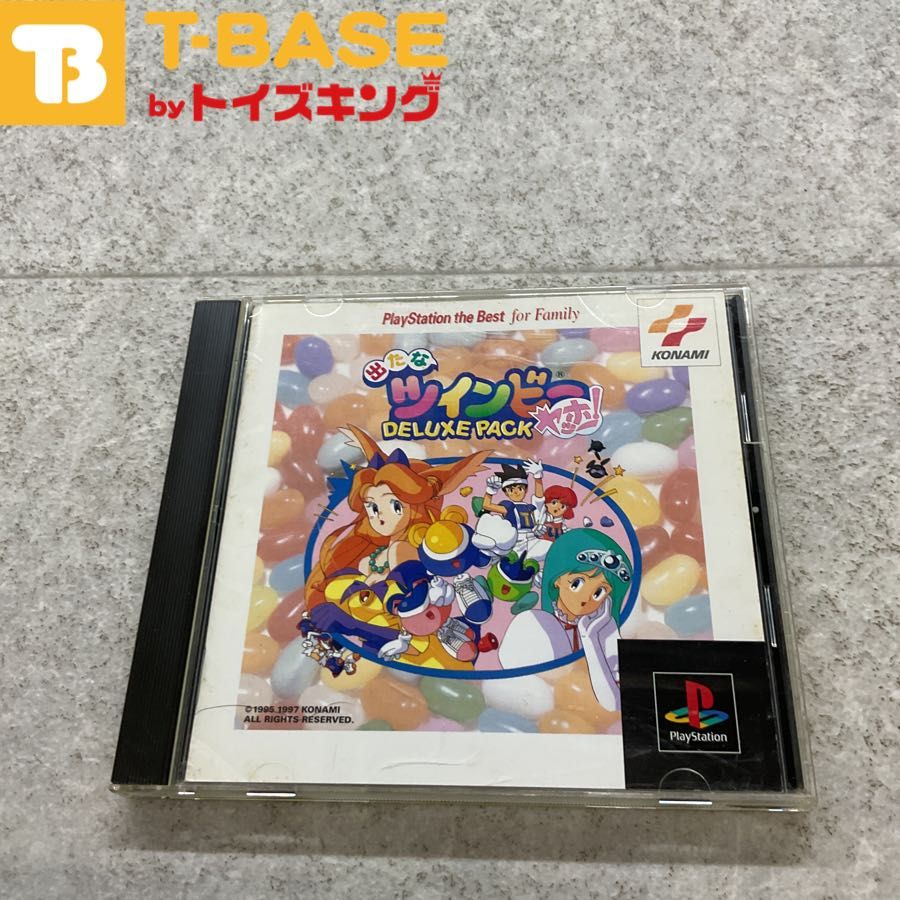 TB
T-BASE
byトイズキング
PlayStation the Best for Family
KONAMI
出たな
ツインビー®
ヤッホー!
DELUXE PACK
T
©1995 1997 KONAMI
ALL RIGHTS RESERVED.
PlayStation